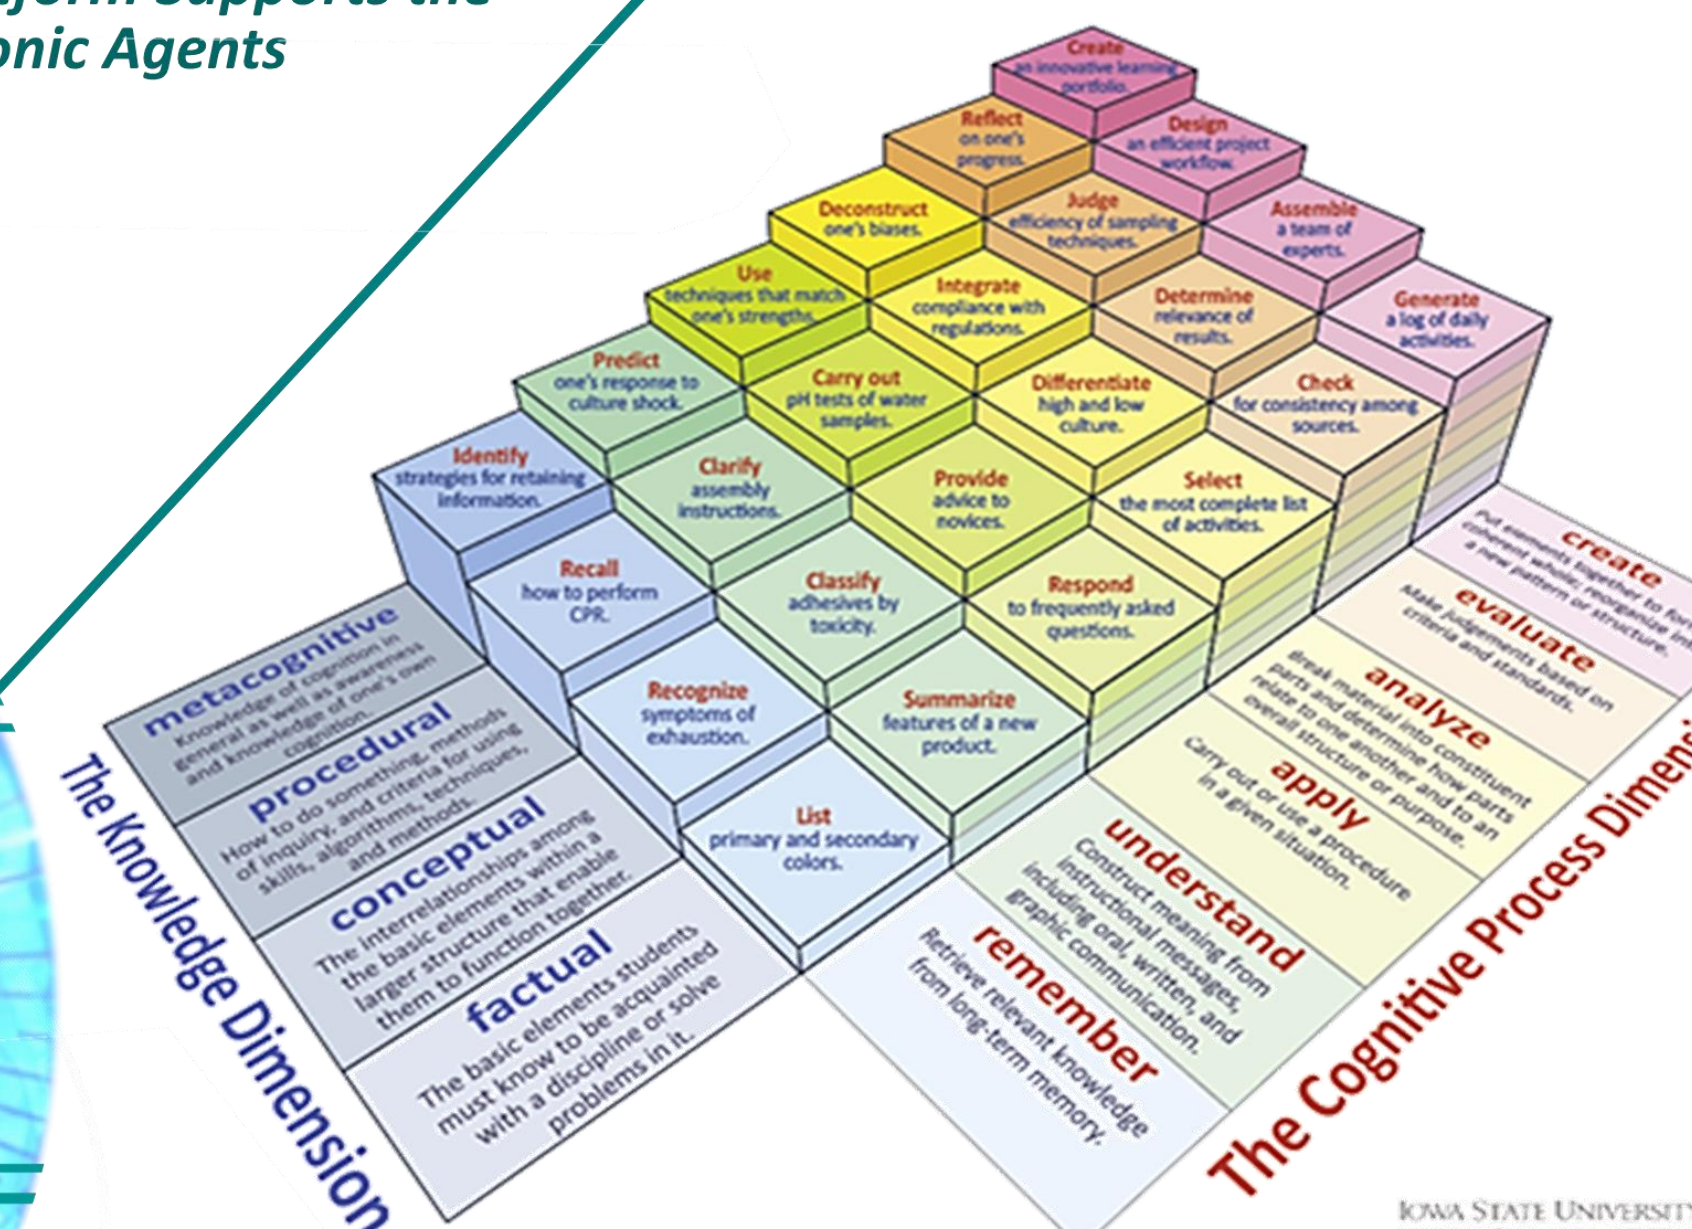 onic Agents
Create
an innovative learning
portfolio.
Reflect
on one's
progress.
Design
an efficient project
workflow.
Deconstruct
one's biases.
Judge
efficiency of sampling
techniques.
Assemble
a team of
experts.
Use
techniques that match
one's strengths.
Integrate
compliance with
regulations.
Determine
relevance of
results.
Generate
a log of daily
activities.
Predict
one's response to
culture shock.
Carry out
pH tests of water
samples.
Differentiate
high and low
culture.
Check
for consistency among
sources.
Identify
strategies for retaining
information.
Clarify
assembly
instructions.
Provide
advice to
novices.
Select
the most complete list
of activities.
Recall
how to perform
CPR.
Classify
adhesives by
toxicity.
Respond
to frequently asked
questions.
Recognize
symptoms of
exhaustion.
Summarize
features of a new
product.
List
primary and secondary
colors.
metacognitive
Knowledge of cognition in
general as well as awareness
and knowledge of one's own
cognition.
procedural
How to do something, methods
of inquiry, and criteria for using
skills, algorithms, techniques,
and methods.
conceptual
The interrelationships among
the basic elements within a
larger structure that enable
them to function together.
factual
The basic elements students
must know to be acquainted
with a discipline or solve
problems in it.
The Knowledge Dimension
create
Put elements together to
coherent whole; reorganize
a new pattern or structure.
evaluate
Make judgements based on
criteria and standards.
analyze
Break material into constituent
parts and determine how parts
relate to one another and to an
overall structure or purpose.
apply
Carry out or use a procedure
in a given situation.
understand
Construct meaning from
instructional messages,
including oral, written, and
graphic communication.
remember
Retrieve relevant knowledge
from long-term memory.
The Cognitive Process Dimensi
IOWA STATE UNIVERSITY